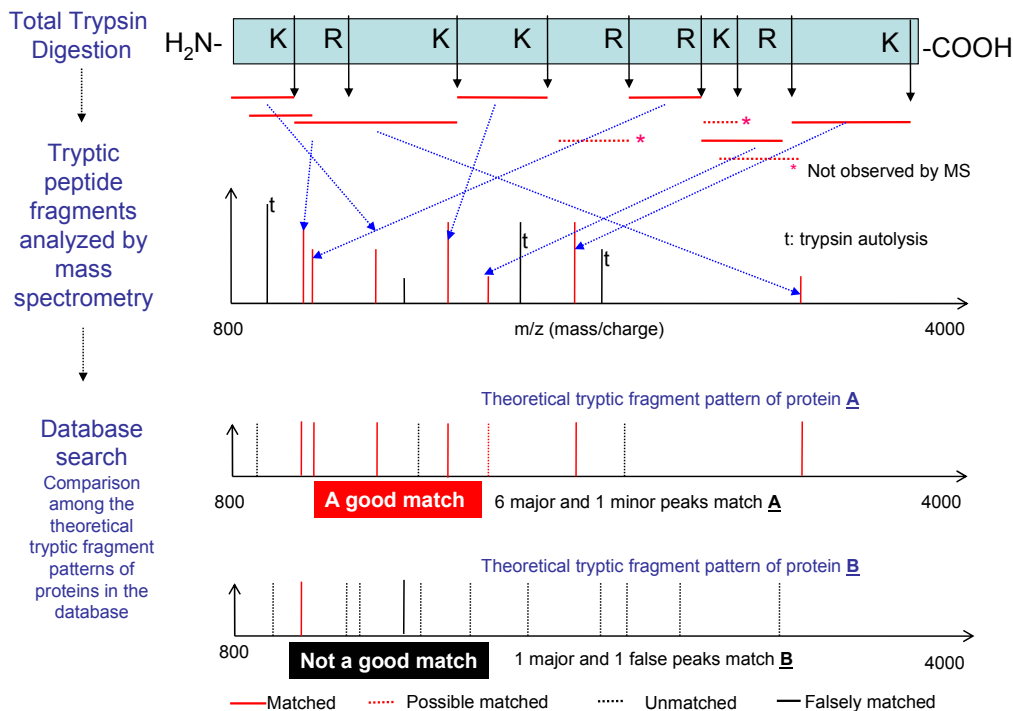 Total Trypsin
Digestion
H2N-
K R K K R R K R K
-COOH
*
*
* Not observed by MS
Tryptic
peptide
fragments
analyzed by
mass
spectrometry
t
t
t
t: trypsin autolysis
800
m/z (mass/charge)
4000
Database
search
Comparison
among the
theoretical
tryptic fragment
patterns of
proteins in the
database
Theoretical tryptic fragment pattern of protein A
800
A good match
6 major and 1 minor peaks match A
4000
Theoretical tryptic fragment pattern of protein B
800
Not a good match
1 major and 1 false peaks match B
4000
Matched
Possible matched
Unmatched
Falsely matched